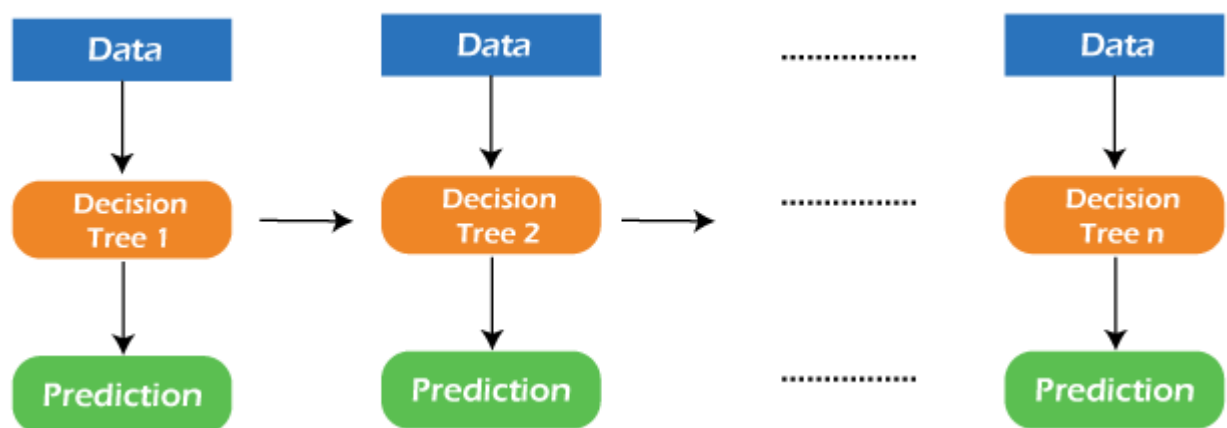 Data
Data
Data
Decision
Tree 1
Decision
Tree 2
Decision
Tree n
Prediction
Prediction
Prediction